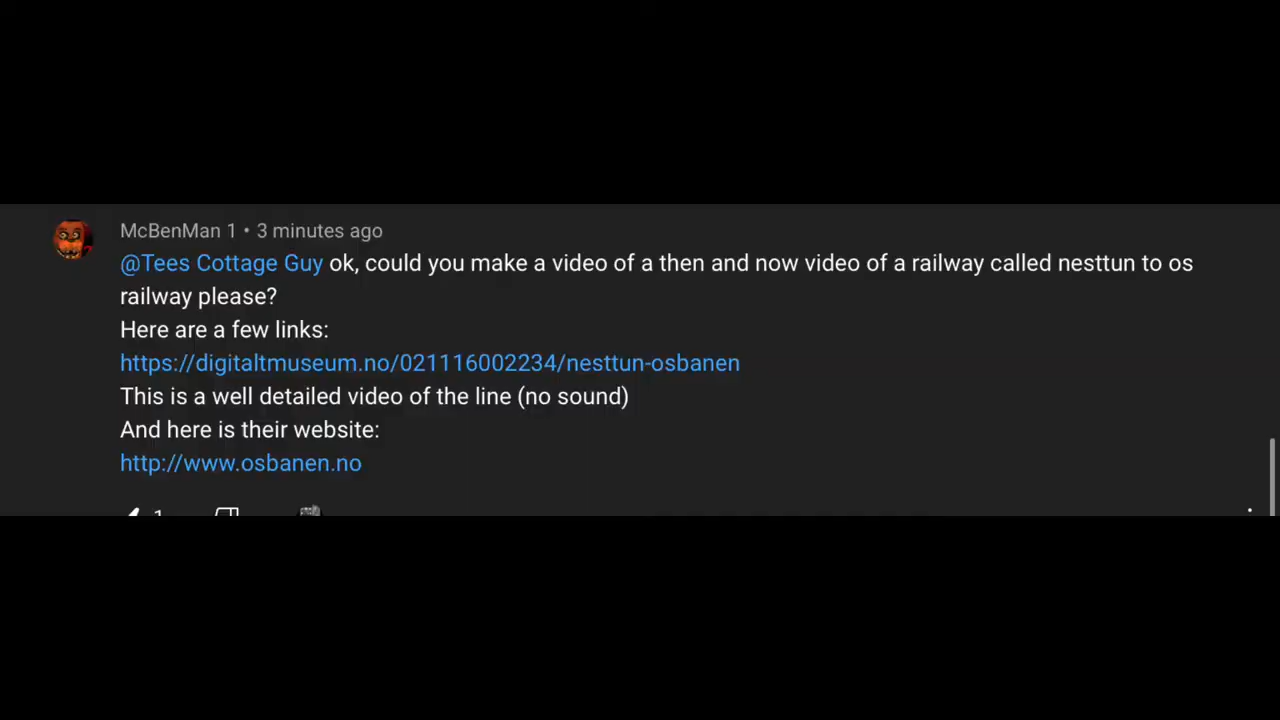 McBenMan 1 • 3 minutes ago
@Tees Cottage Guy ok, could you make a video of a then and now video of a railway called nesttun to os
railway please?
Here are a few links:
https://digitaltmuseum.no/021116002234/nesttun-osbanen
This is a well detailed video of the line (no sound)
And here is their website:
http://www.osbanen.no
1